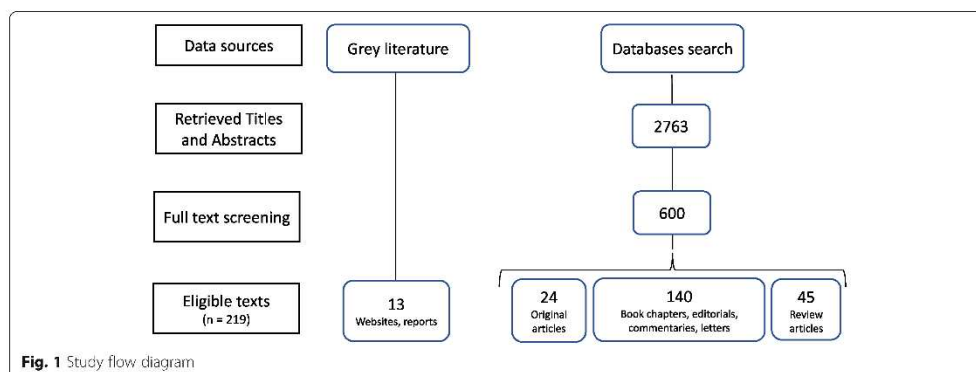 Data sources
Grey literature
Databases search
Retrieved Titles
and Abstracts
2763
Full text screening
600
Eligible texts
(n = 219)
13
Websites, reports
24
Original
articles
140
Book chapters, editorials,
commentaries, letters
45
Review
articles
Fig. 1 Study flow diagram